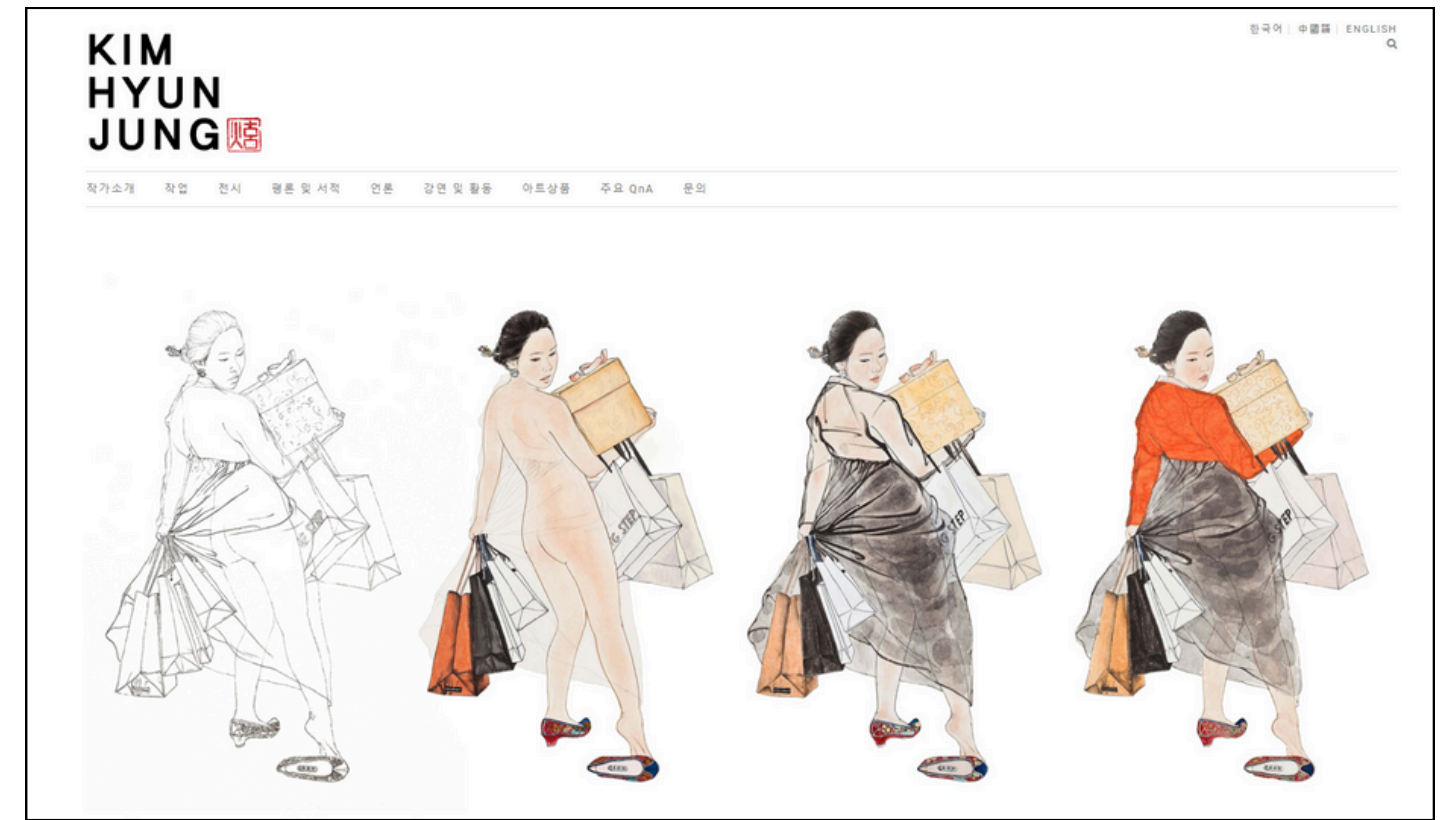 KIM
HYUN
JUNG
한국어 | 中國語 | ENGLISH
작가소개 작업 전시 평론 및 서적 언론 강연 및 활동 아트상품 주요 QnA 문의